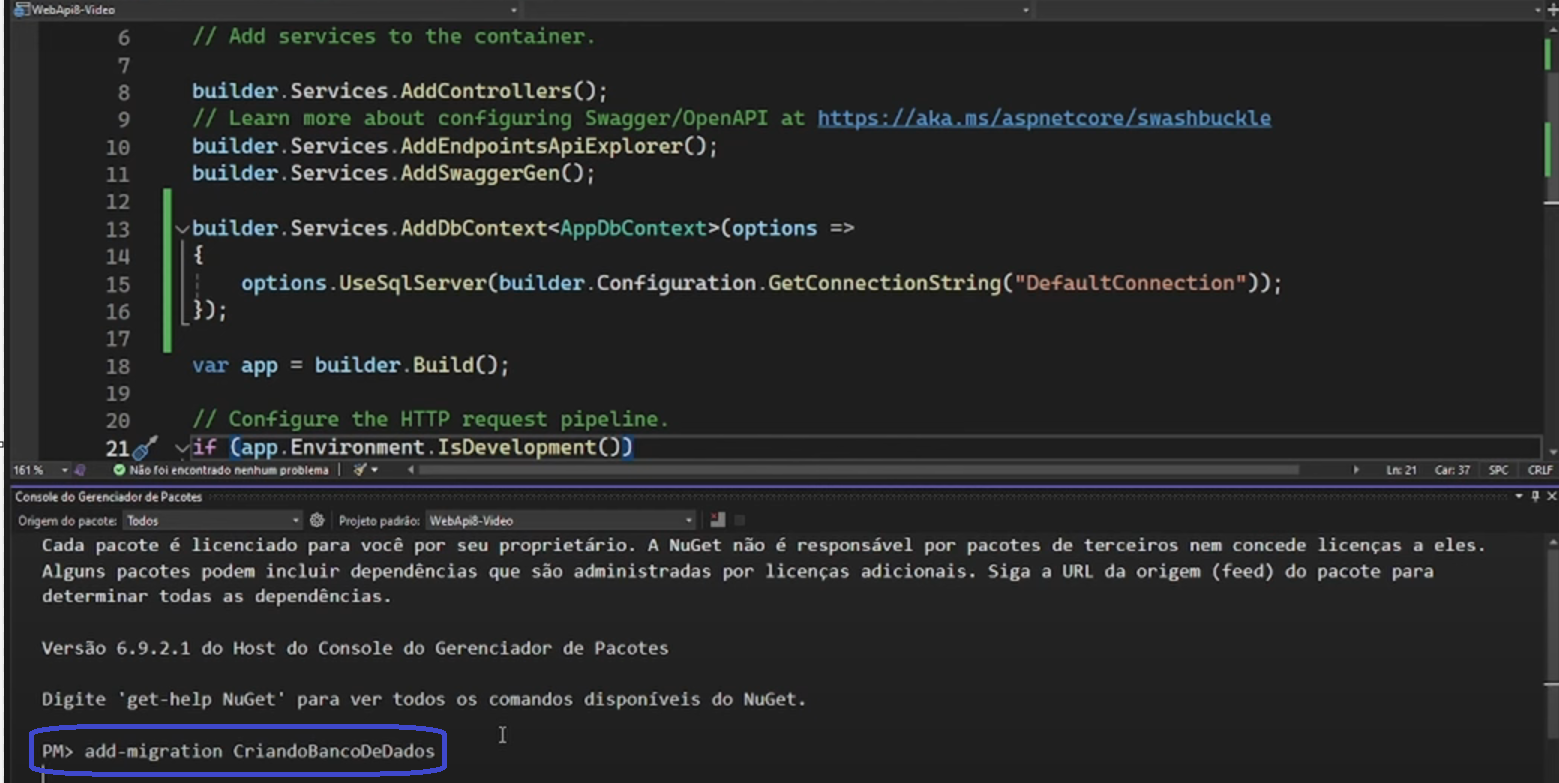 WebApi8-Video
6 // Add services to the container.
7
8 builder.Services.AddControllers();
9 // Learn more about configuring Swagger/OpenAPI at https://aka.ms/aspnetcore/swashbuckle
10 builder.Services.AddEndpointsApiExplorer();
11 builder.Services.AddSwaggerGen();
12
13 builder.Services.AddDbContext<AppDbContext>(options =>
14 {
15 options.UseSqlServer(builder.Configuration.GetConnectionString("DefaultConnection"));
16 });
17
18 var app = builder.Build();
19
20 // Configure the HTTP request pipeline.
21 if (app.Environment.IsDevelopment())
161 % Não foi encontrado nenhum problema Ln: 21 Car: 37 SPC CRLF
Console do Gerenciador de Pacotes
Origem do pacote: Todos Projeto padrão: WebApi8-Video
Cada pacote é licenciado para você por seu proprietário. A NuGet não é responsável por pacotes de terceiros nem concede licenças a eles.
Alguns pacotes podem incluir dependências que são administradas por licenças adicionais. Siga a URL da origem (feed) do pacote para
determinar todas as dependências.
Versão 6.9.2.1 do Host do Console do Gerenciador de Pacotes
Digite 'get-help NuGet' para ver todos os comandos disponíveis do NuGet.
PM> add-migration CriandoBancoDeDados